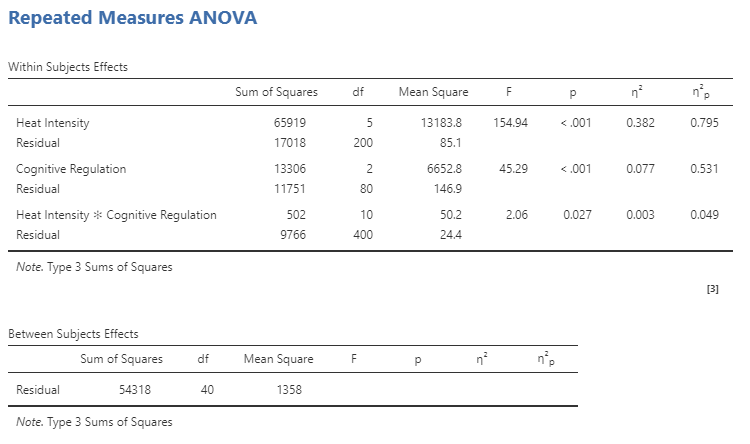 Repeated Measures ANOVA
Within Subjects Effects
Sum of Squares df Mean Square F p η² η²p
Heat Intensity 65919 5 13183.8 154.94 < .001 0.382 0.795
Residual 17018 200 85.1
Cognitive Regulation 13306 2 6652.8 45.29 < .001 0.077 0.531
Residual 11751 80 146.9
Heat Intensity ✻ Cognitive Regulation 502 10 50.2 2.06 0.027 0.003 0.049
Residual 9766 400 24.4
Note. Type 3 Sums of Squares
[3]
Between Subjects Effects
Sum of Squares df Mean Square F p η² η²p
Residual 54318 40 1358
Note. Type 3 Sums of Squares